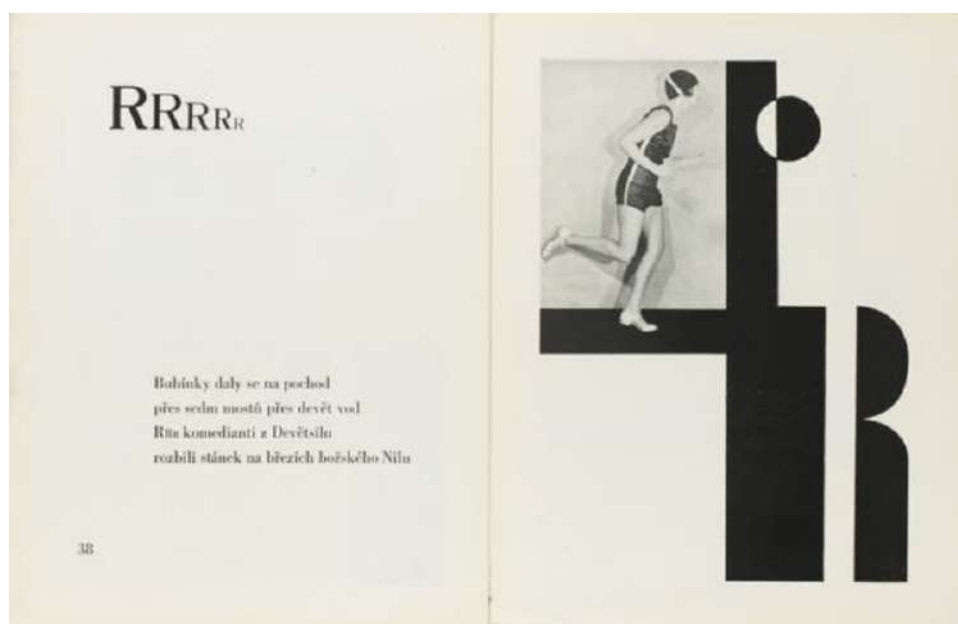 RRRRR
Bubínky daly se na pochod
přes sedm mostů přes devět vod
Rüa komedianti z Devětsilu
rozbili stánek na březích božského Nilu
38
R